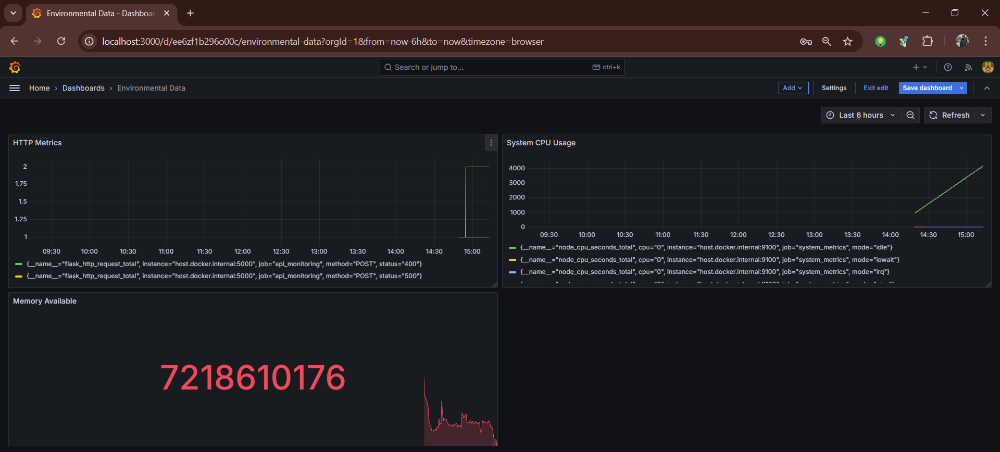 Environmental Data - Dashboar
localhost:3000/d/ee6zf1b296o00c/environmental-data?orgId=1&from=now-6h&to=now&timezone=browser
Search or jump to... ctrl+k
Home › Dashboards › Environmental Data Add Settings Exit edit Save dashboard
Last 6 hours Refresh
HTTP Metrics
2
1.75
1.5
1.25
1
09:30 10:00 10:30 11:00 11:30 12:00 12:30 13:00 13:30 14:00 14:30 15:00
{__name__="flask_http_request_total", instance="host.docker.internal:5000", job="api_monitoring", method="POST", status="400"}
{__name__="flask_http_request_total", instance="host.docker.internal:5000", job="api_monitoring", method="POST", status="500"}
System CPU Usage
4000
3000
2000
1000
0
09:30 10:00 10:30 11:00 11:30 12:00 12:30 13:00 13:30 14:00 14:30 15:00
{__name__="node_cpu_seconds_total", cpu="0", instance="host.docker.internal:9100", job="system_metrics", mode="idle"}
{__name__="node_cpu_seconds_total", cpu="0", instance="host.docker.internal:9100", job="system_metrics", mode="iowait"}
{__name__="node_cpu_seconds_total", cpu="0", instance="host.docker.internal:9100", job="system_metrics", mode="irq"}
Memory Available
7218610176